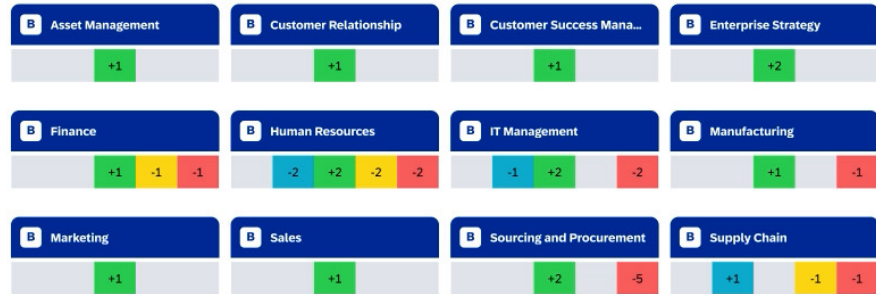 B Asset Management
+1
B Customer Relationship
+1
B Customer Success Mana...
+1
B Enterprise Strategy
+2
B Finance
+1 -1 -1
B Human Resources
-2 +2 -2 -2
B IT Management
-1 +2 -2
B Manufacturing
+1 -1
B Marketing
+1
B Sales
+1
B Sourcing and Procurement
+2 -5
B Supply Chain
+1 -1 -1